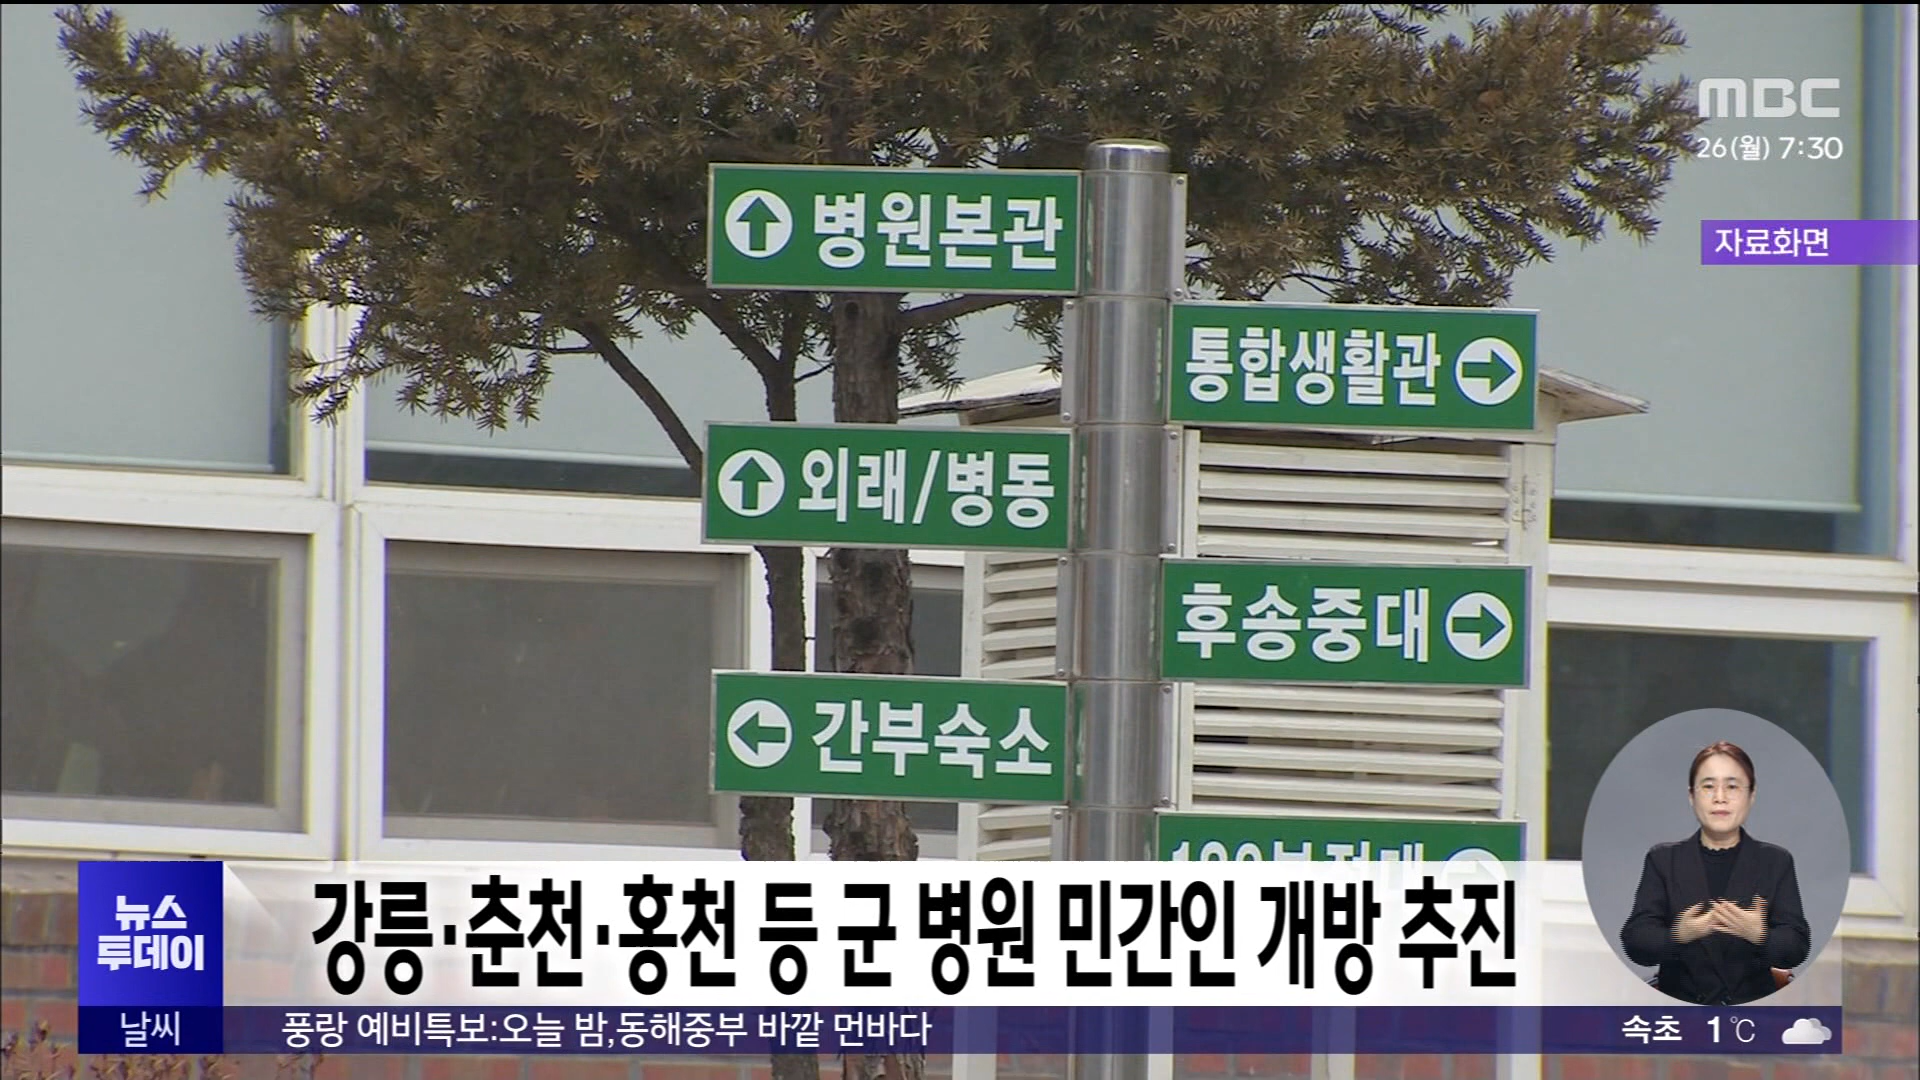 MBC
26(월) 7:30
자료화면
병원본관
통합생활관
외래/병동
후송중대
간부숙소
뉴스
투데이
강릉·춘천·홍천 등 군 병원 민간인 개방 추진
날씨
풍랑 예비특보:오늘 밤,동해중부 바깥 먼바다
속초 1℃